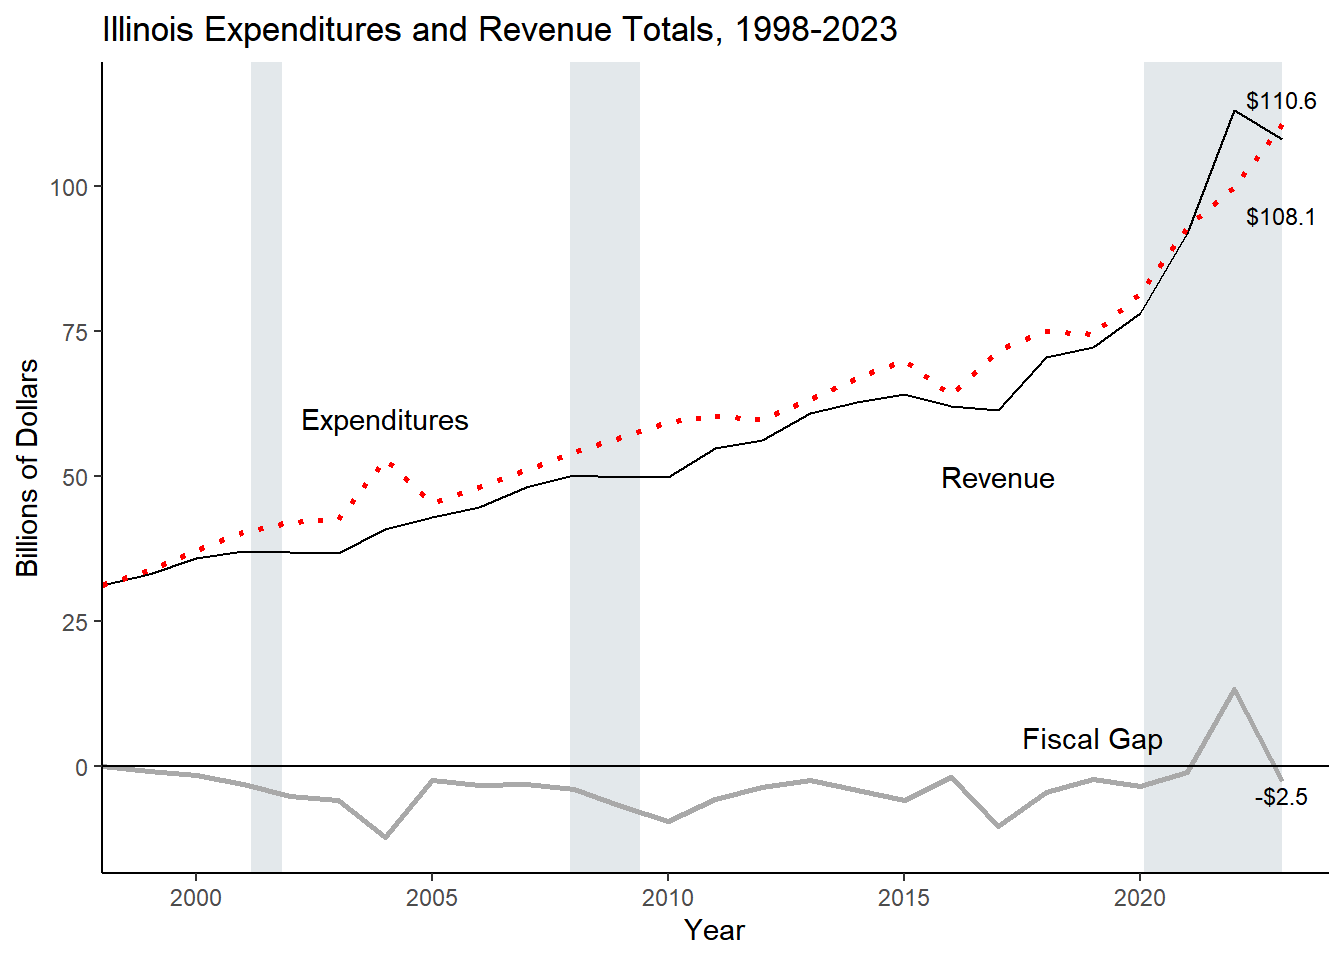 Illinois Expenditures and Revenue Totals, 1998-2023
$110.6
100
$108.1
75
Expenditures
50
Revenue
25
Fiscal Gap
0
-$2.5
Billions of Dollars
2000 2005 2010 2015 2020
Year